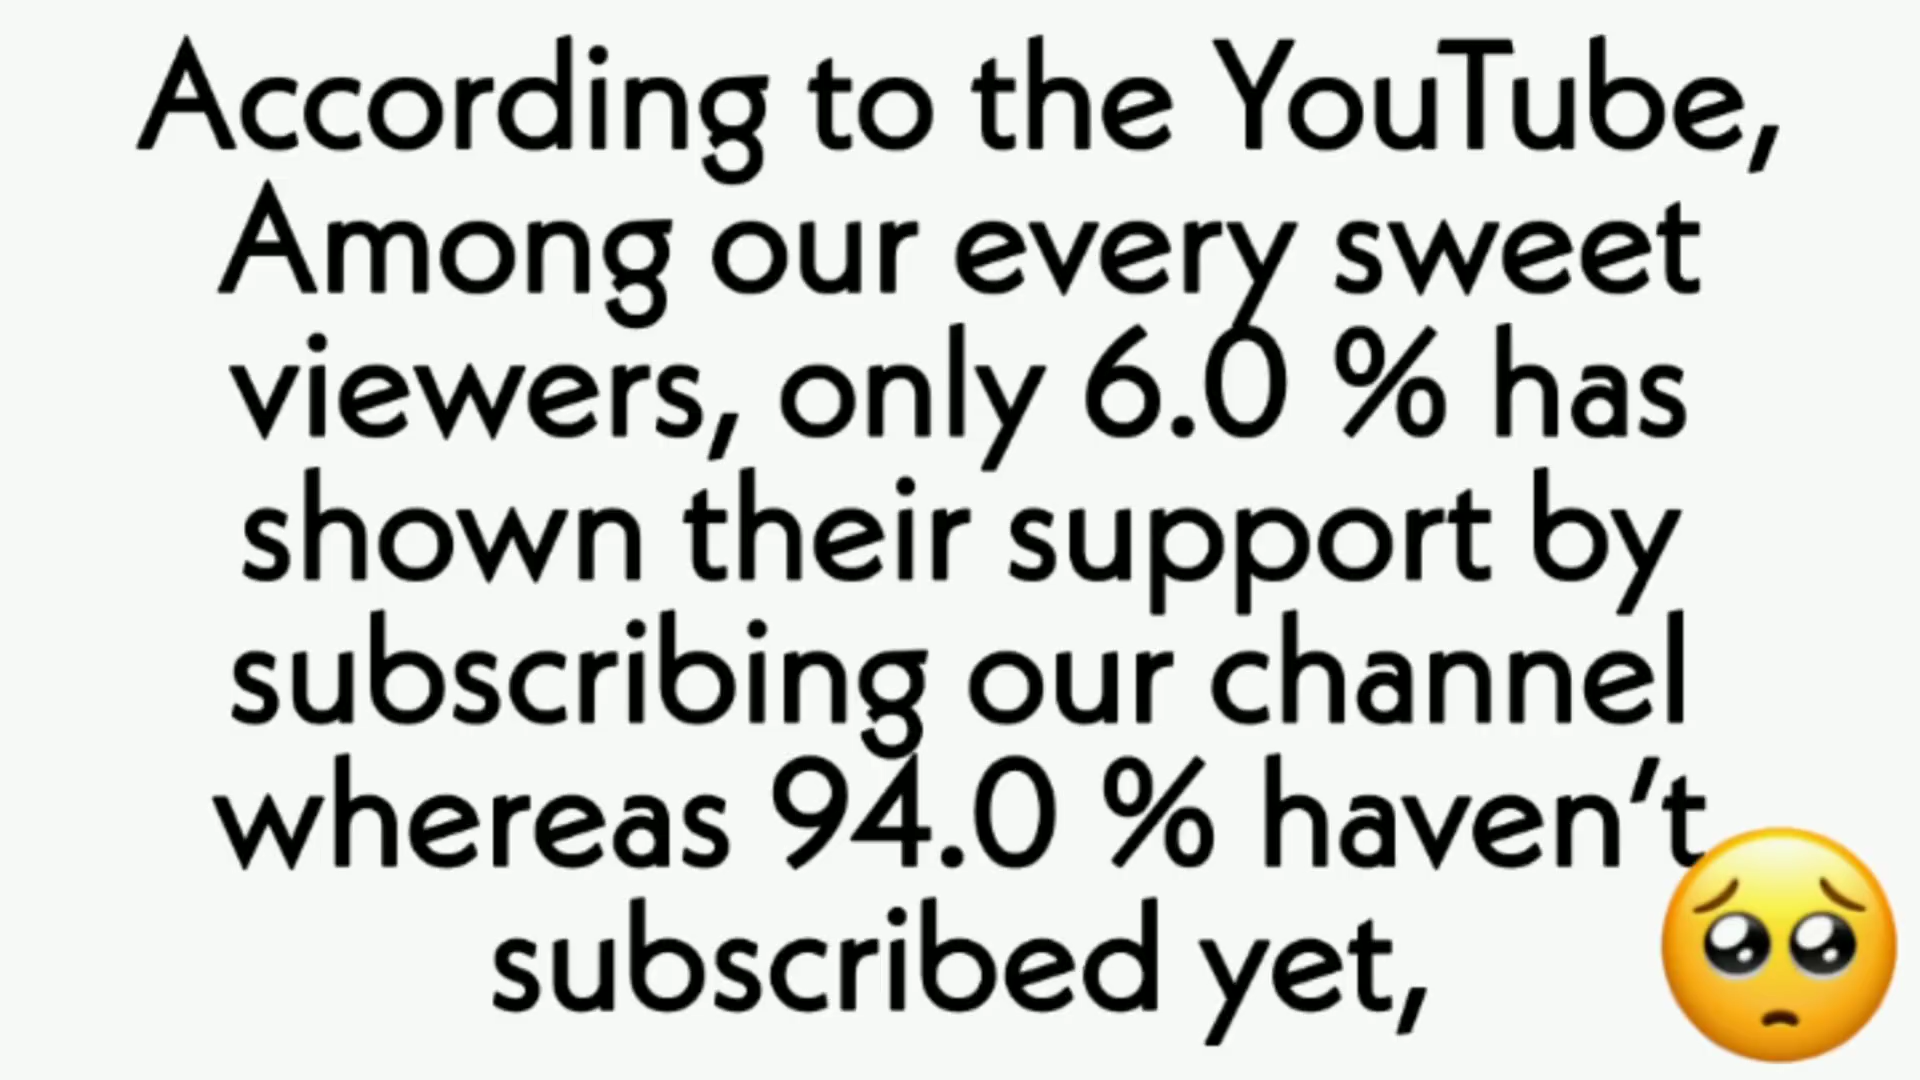 According to the YouTube,
Among our every sweet
viewers, only 6.0 % has
shown their support by
subscribing our channel
whereas 94.0 % haven't
subscribed yet,